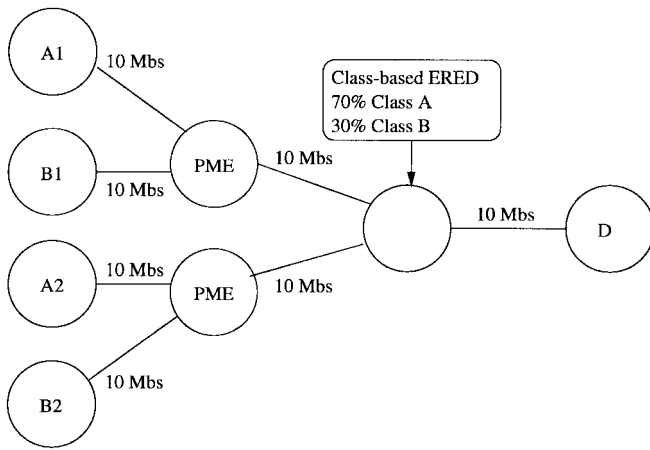 A1
10 Mbs
Class-based ERED
70% Class A
30% Class B
B1
10 Mbs
PME
10 Mbs
10 Mbs
D
A2
10 Mbs
PME
10 Mbs
B2
10 Mbs